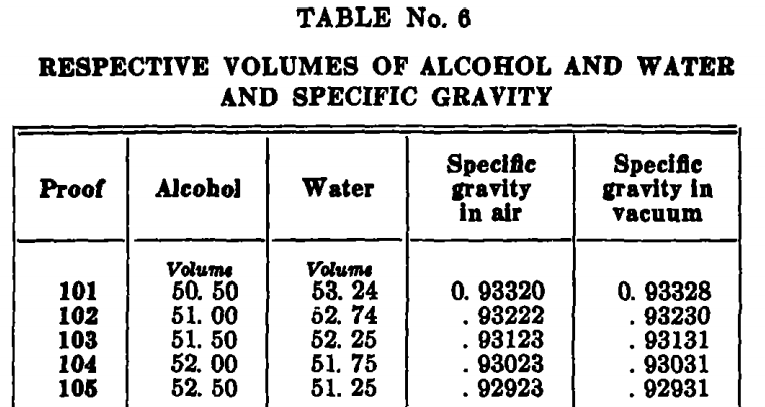 TABLE No. 6
RESPECTIVE VOLUMES OF ALCOHOL AND WATER
AND SPECIFIC GRAVITY
Proof Alcohol Water Specific gravity in air Specific gravity in vacuum
Volume Volume
101 50. 50 53. 24 0. 93320 0. 93328
102 51. 00 52. 74 . 93222 . 93230
103 51. 50 52. 25 . 93123 . 93131
104 52. 00 51. 75 . 93023 . 93031
105 52. 50 51. 25 . 92923 . 92931